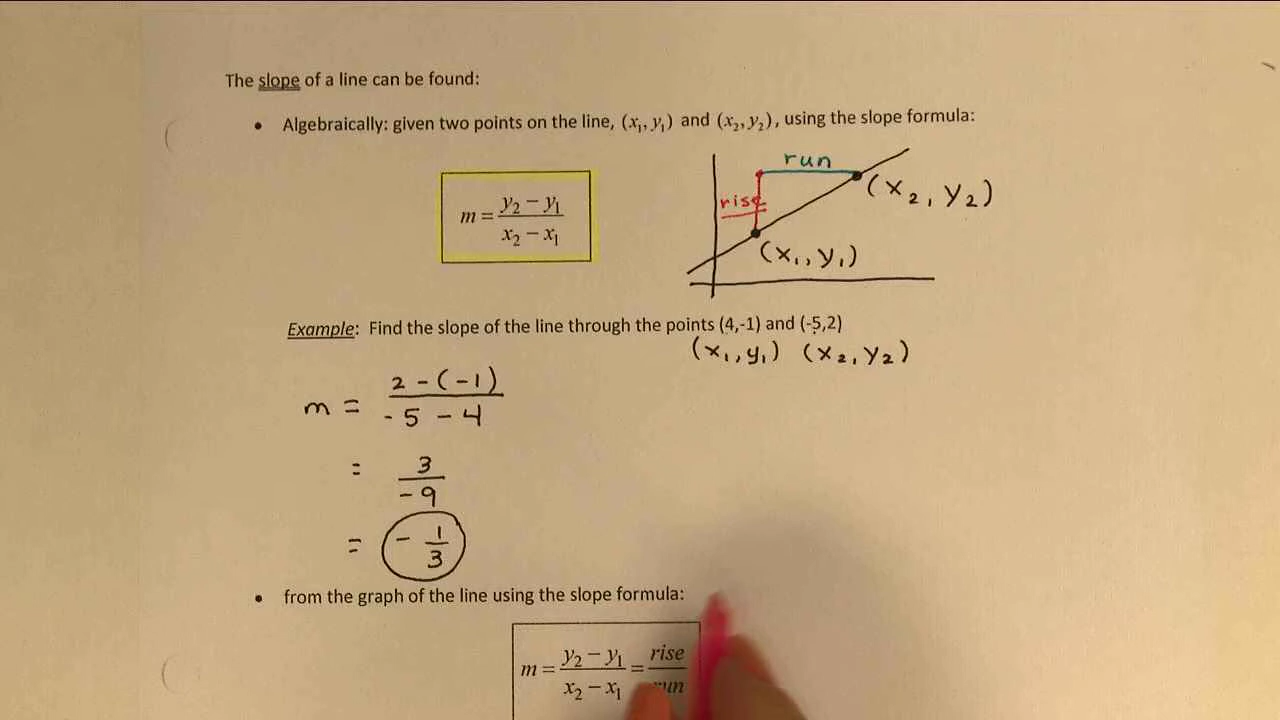 The slope of a line can be found:
• Algebraically: given two points on the line, (x₁, y₁) and (x₂, y₂), using the slope formula:
m = (y₂ − y₁)/(x₂ − x₁)
run
rise
(x₂, y₂)
(x₁, y₁)
Example: Find the slope of the line through the points (4,-1) and (-5,2)
(x₁, y₁) (x₂, y₂)
m = (2 - (-1))/(-5 - 4)
= 3/-9
= - 1/3
• from the graph of the line using the slope formula:
m = (y₂ − y₁)/(x₂ − x₁) = rise/run